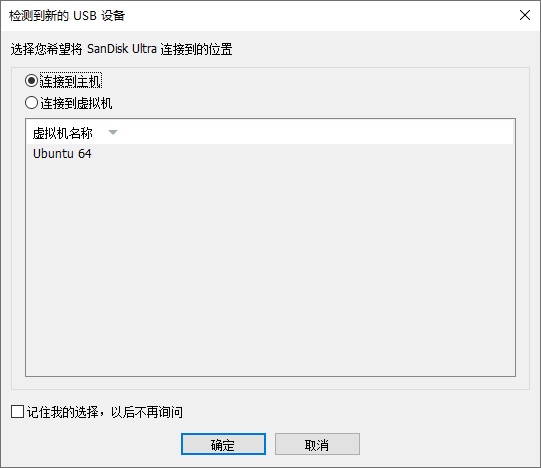 检测到新的 USB 设备
选择您希望将 SanDisk Ultra 连接到的位置
连接到主机
连接到虚拟机
虚拟机名称
Ubuntu 64
记住我的选择，以后不再询问
确定
取消